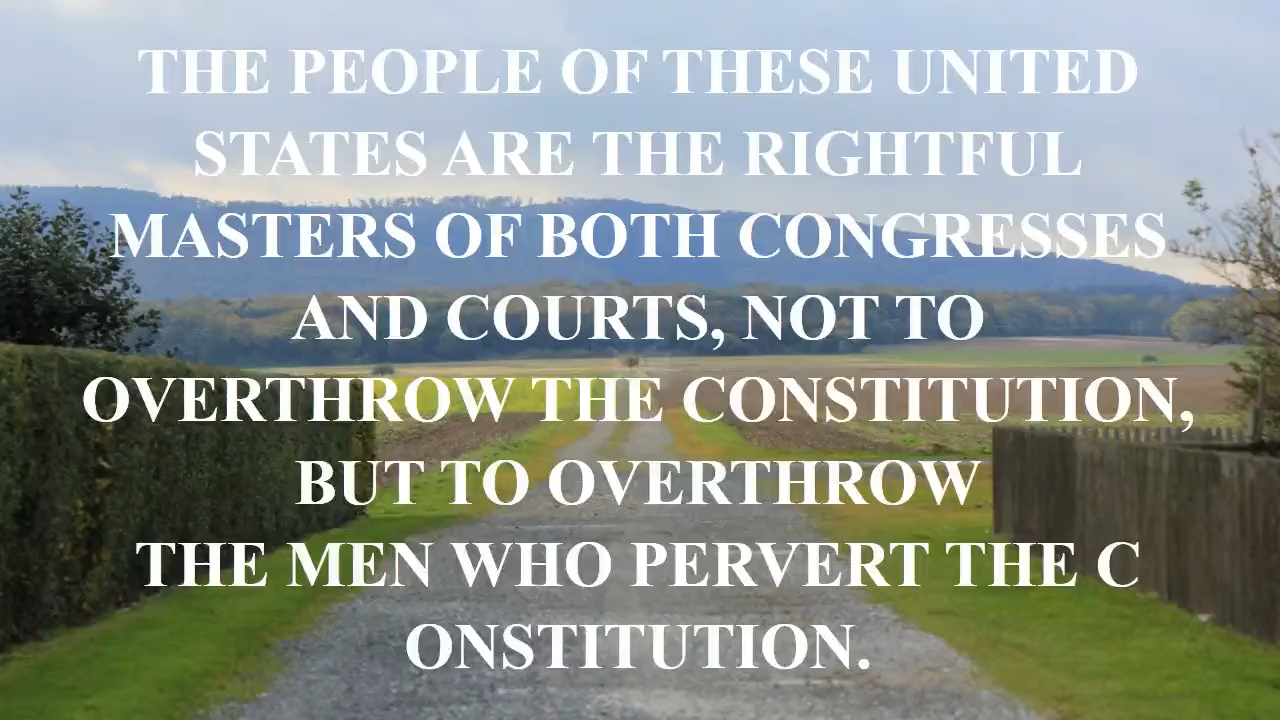 THE PEOPLE OF THESE UNITED
STATES ARE THE RIGHTFUL
MASTERS OF BOTH CONGRESSES
AND COURTS, NOT TO
OVERTHROW THE CONSTITUTION,
BUT TO OVERTHROW
THE MEN WHO PERVERT THE C
ONSTITUTION.